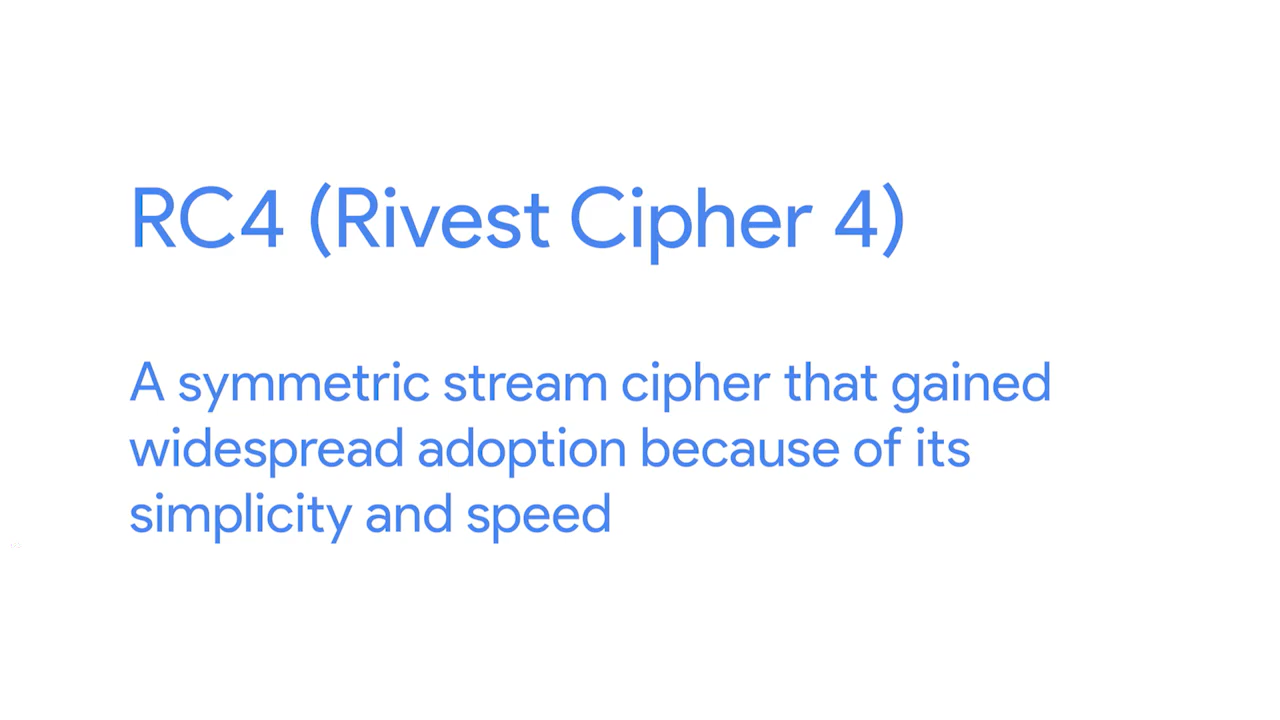 RC4 (Rivest Cipher 4)
A symmetric stream cipher that gained
widespread adoption because of its
simplicity and speed